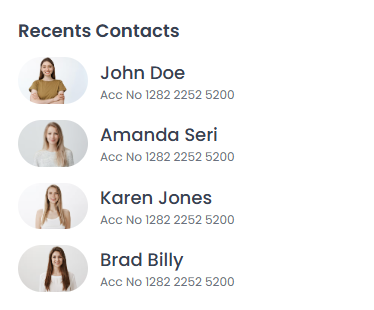 Recents Contacts
John Doe
Acc No 1282 2252 5200
Amanda Seri
Acc No 1282 2252 5200
Karen Jones
Acc No 1282 2252 5200
Brad Billy
Acc No 1282 2252 5200